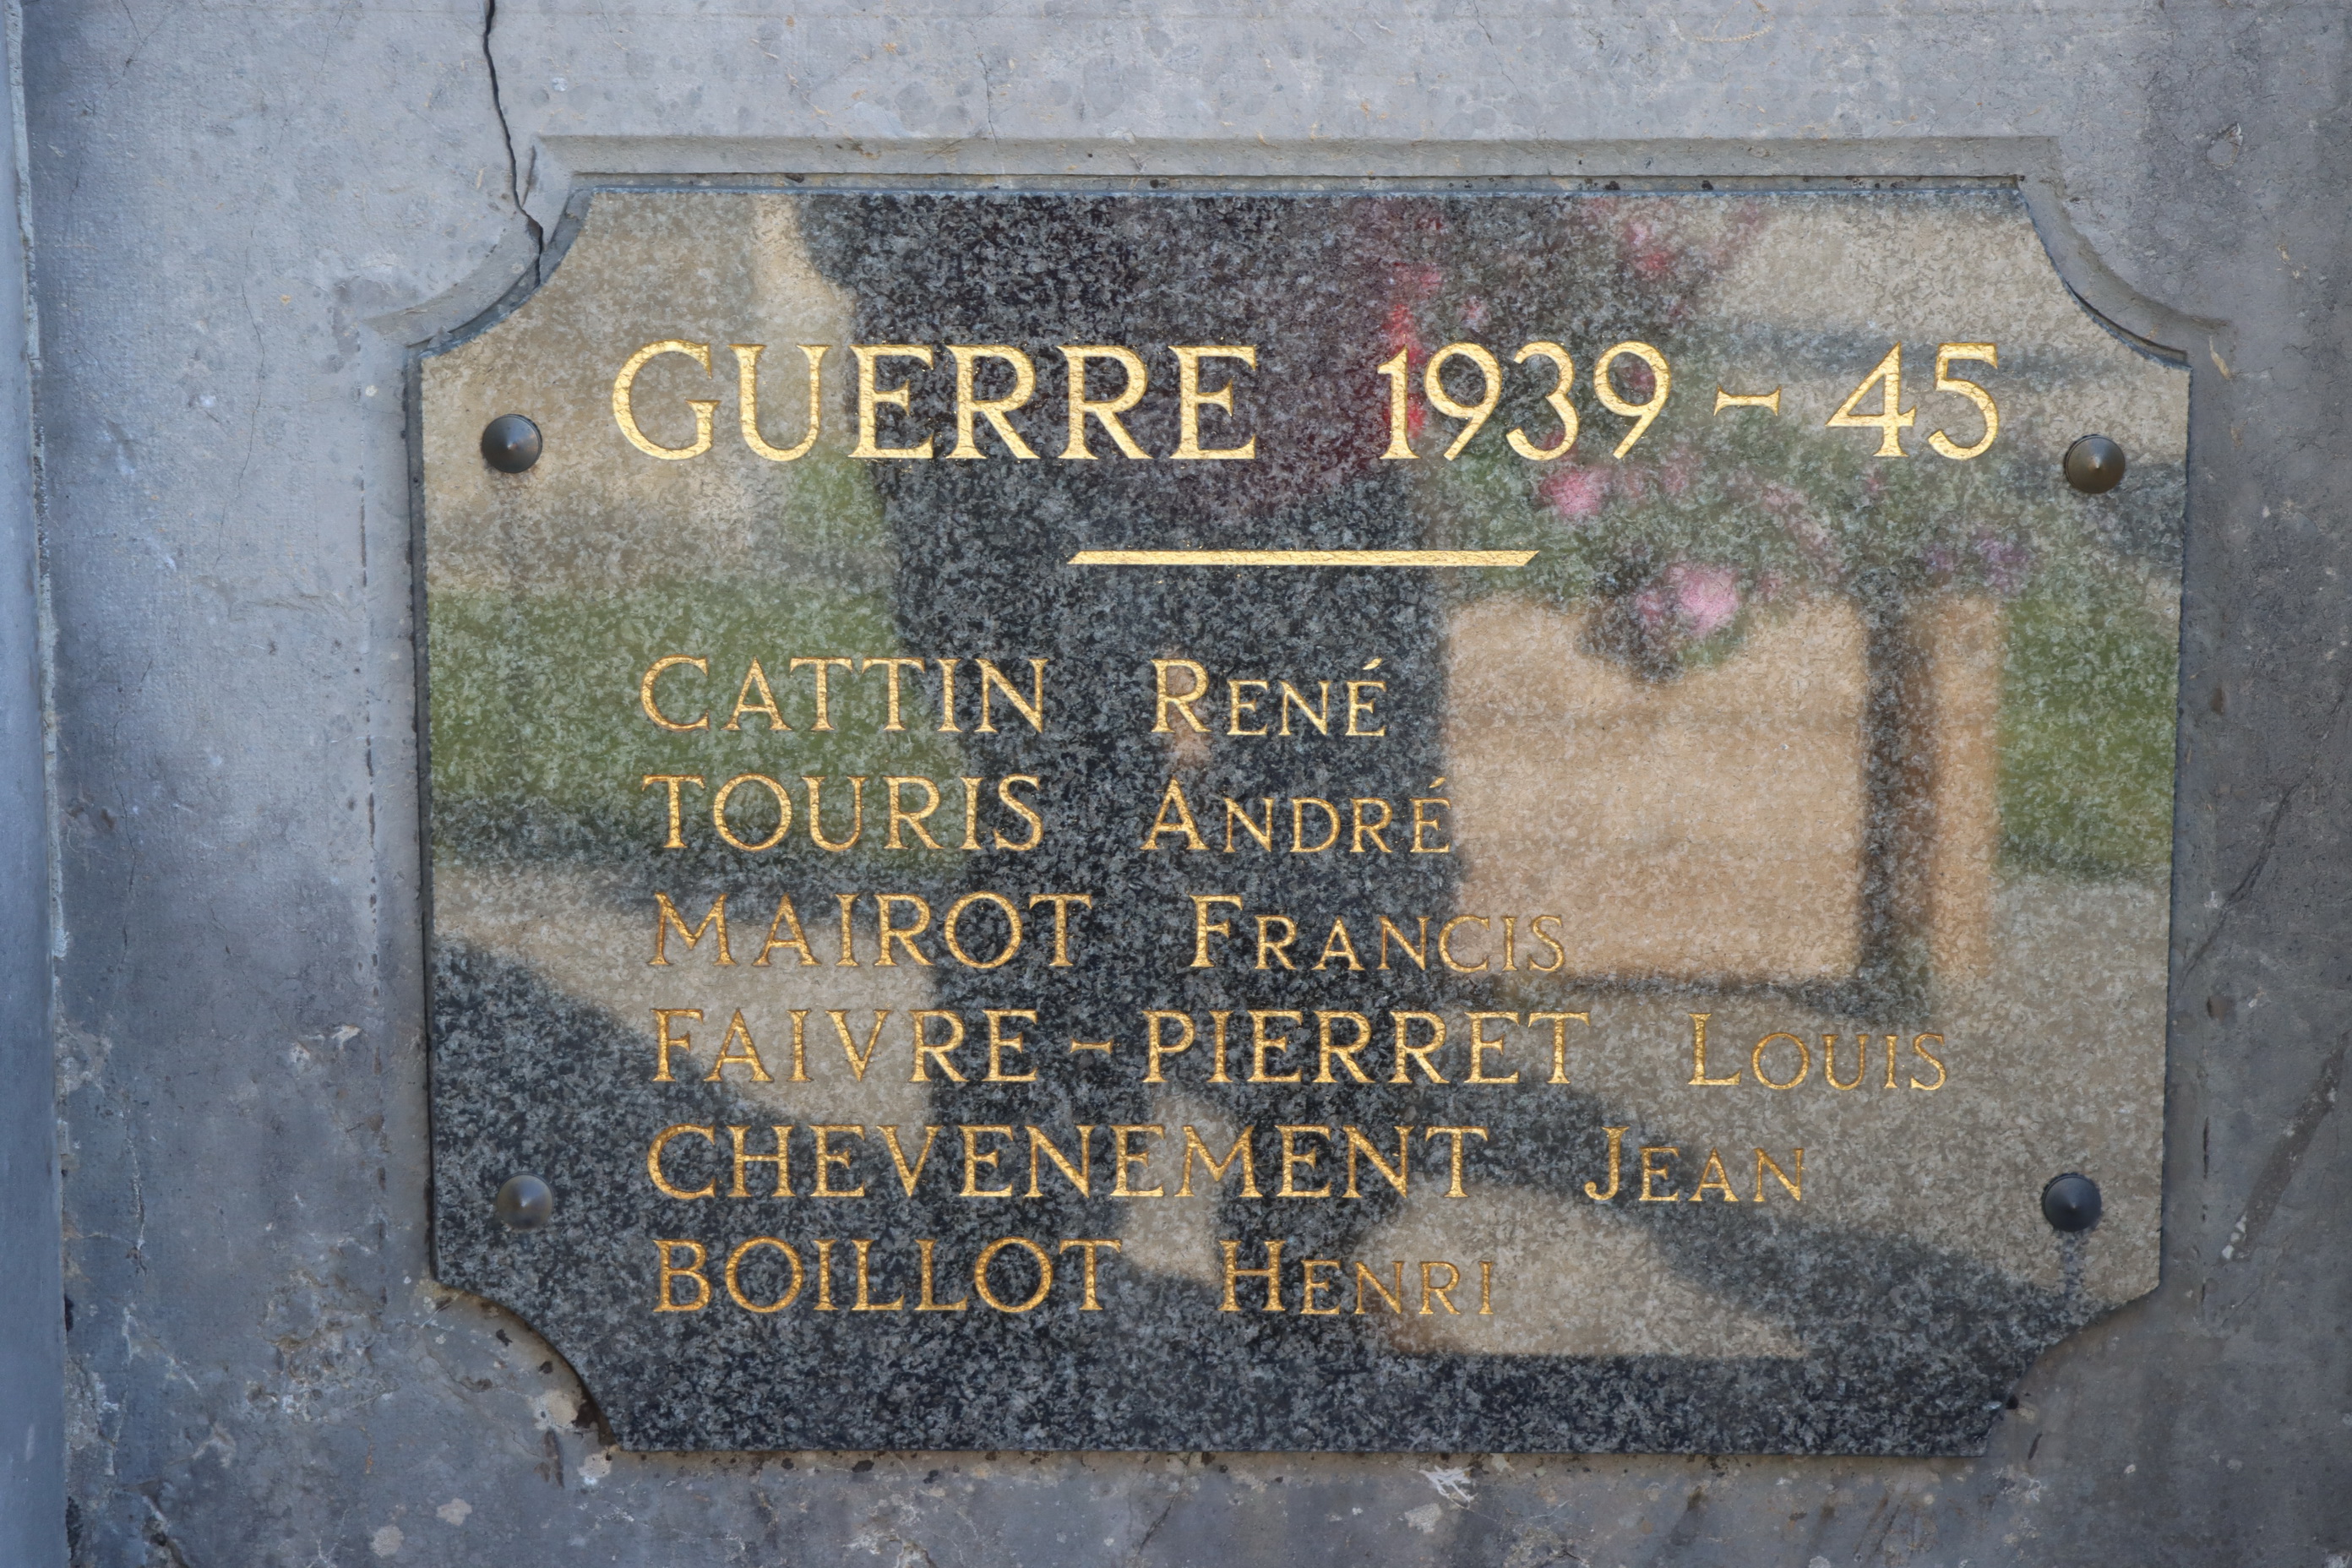 GUERRE 1939-45
CATTIN RENÉ
TOURIS ANDRÉ
MAIROT FRANCIS
FAIVRE-PIERRET LOUIS
CHEVENEMENT JEAN
BOILLOT HENRI